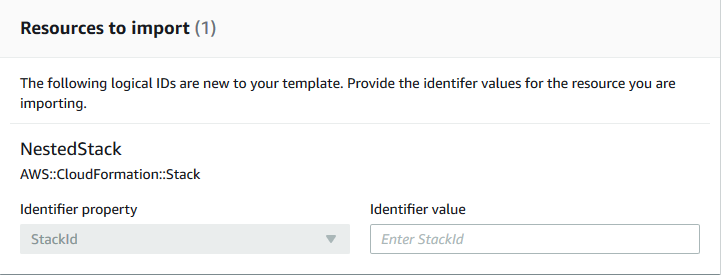 Resources to import (1)
The following logical IDs are new to your template. Provide the identifer values for the resource you are
importing.
NestedStack
AWS::CloudFormation::Stack
Identifier property
Identifier value
StackId
Enter StackId